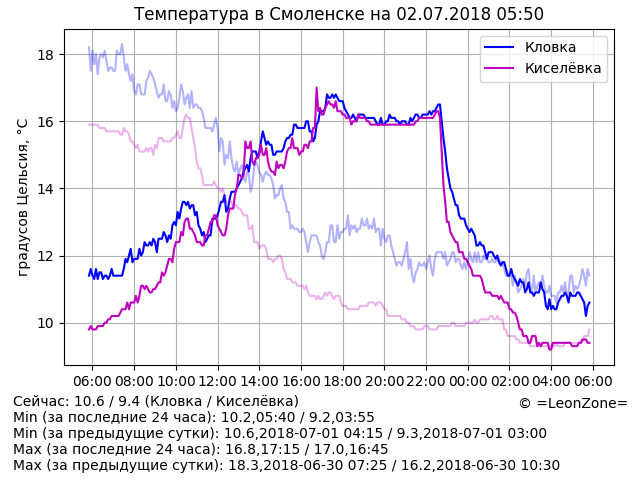 Температура в Смоленске на 02.07.2018 05:50
Кловка
Киселёвка
градусов Цельсия, °C
18
16
14
12
10
06:00 08:00 10:00 12:00 14:00 16:00 18:00 20:00 22:00 00:00 02:00 04:00 06:00
Сейчас: 10.6 / 9.4 (Кловка / Киселёвка)
© =LeonZone=
Min (за последние 24 часа): 10.2,05:40 / 9.2,03:55
Min (за предыдущие сутки): 10.6,2018-07-01 04:15 / 9.3,2018-07-01 03:00
Max (за последние 24 часа): 16.8,17:15 / 17.0,16:45
Max (за предыдущие сутки): 18.3,2018-06-30 07:25 / 16.2,2018-06-30 10:30